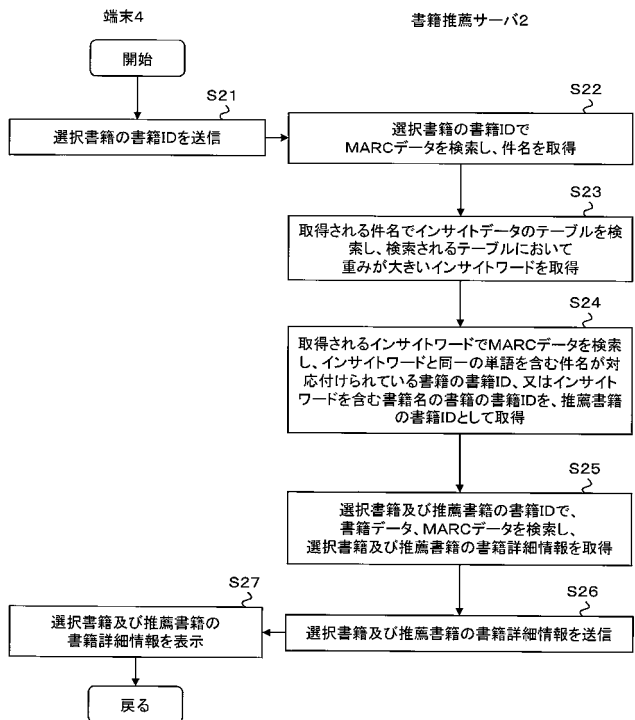 端末4
書籍推薦サーバ2
開始
S21
選択書籍の書籍IDを送信
S22
選択書籍の書籍IDで
MARCデータを検索し、件名を取得
S23
取得される件名でインサイトデータのテーブルを検
索し、検索されるテーブルにおいて
重みが大きいインサイトワードを取得
S24
取得されるインサイトワードでMARCデータを検索
し、インサイトワードと同一の単語を含む件名が対
応付けられている書籍の書籍ID、又はインサイト
ワードを含む書籍名の書籍の書籍IDを、推薦書籍
の書籍IDとして取得
S25
選択書籍及び推薦書籍の書籍IDで、
書籍データ、MARCデータを検索し、
選択書籍及び推薦書籍の書籍詳細情報を取得
S26
選択書籍及び推薦書籍の書籍詳細情報を送信
S27
選択書籍及び推薦書籍の
書籍詳細情報を表示
戻る